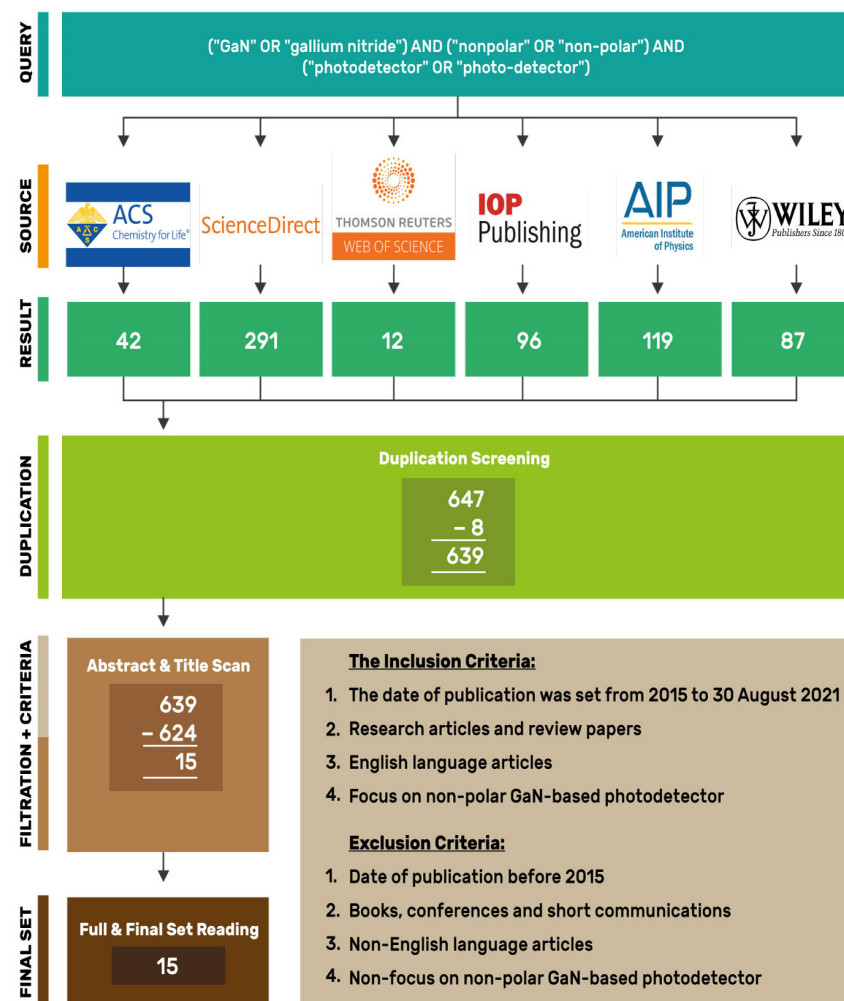 QUERY
("GaN" OR "gallium nitride") AND ("nonpolar" OR "non-polar") AND
("photodetector" OR "photo-detector")
SOURCE
ACS
Chemistry for Life®
ScienceDirect
THOMSON REUTERS
WEB OF SCIENCE
IOP
Publishing
AIP
American Institute
of Physics
WILEY
Publishers Since 180
RESULT
42
291
12
96
119
87
DUPLICATION
Duplication Screening
647
– 8
639
FILTRATION + CRITERIA
Abstract & Title Scan
639
– 624
15
The Inclusion Criteria:
1. The date of publication was set from 2015 to 30 August 2021
2. Research articles and review papers
3. English language articles
4. Focus on non-polar GaN-based photodetector
Exclusion Criteria:
1. Date of publication before 2015
2. Books, conferences and short communications
3. Non-English language articles
4. Non-focus on non-polar GaN-based photodetector
FINAL SET
Full & Final Set Reading
15